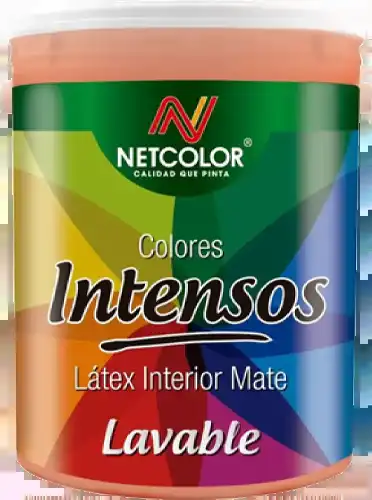 NETCOLOR®
CALIDAD QUE PINTA
Colores
Intensos
Látex Interior Mate
Lavable